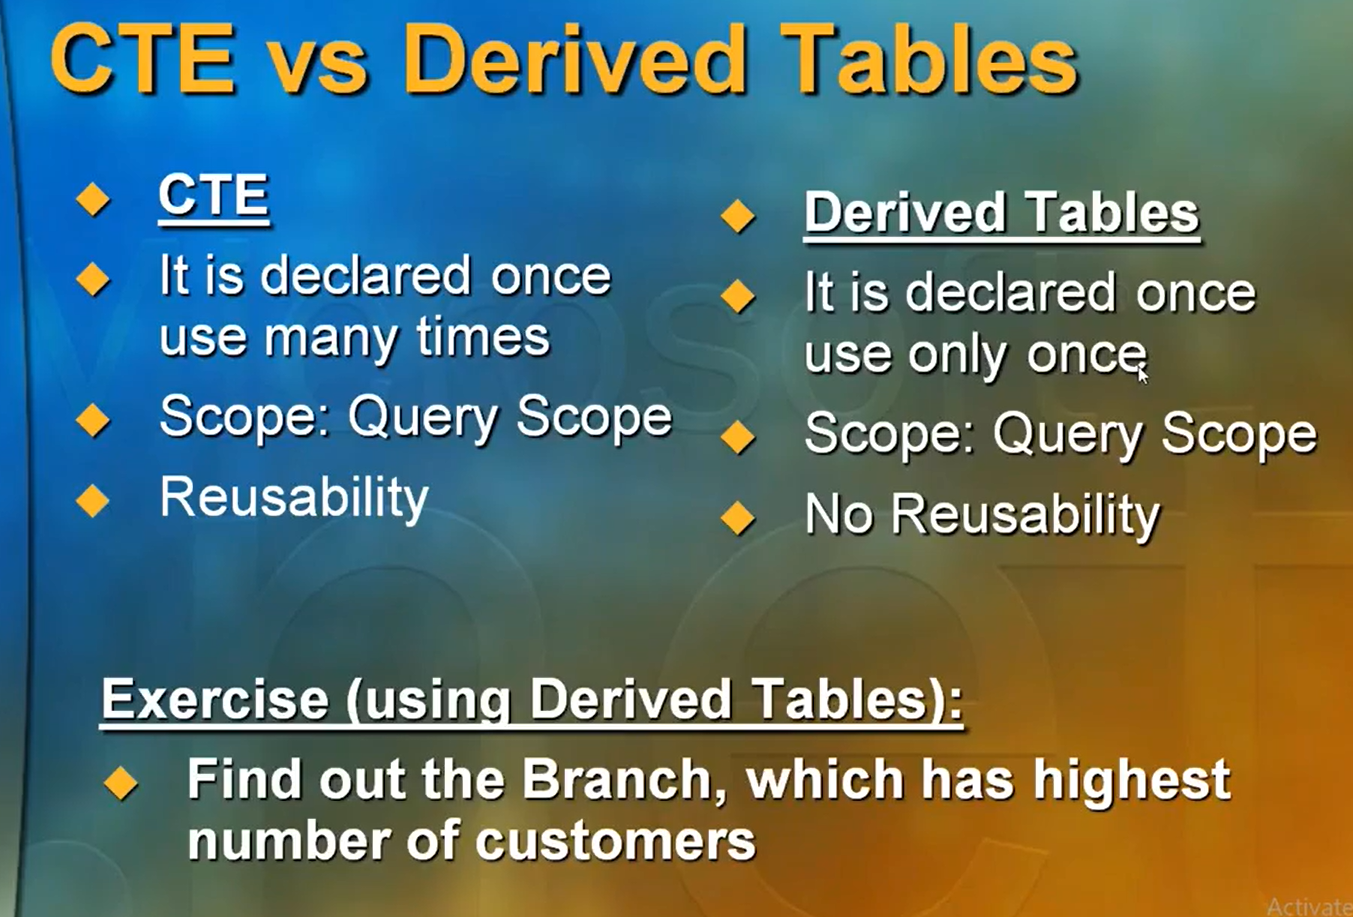 CTE vs Derived Tables
CTE
It is declared once
use many times
Scope: Query Scope
Reusability
Derived Tables
It is declared once
use only once
Scope: Query Scope
No Reusability
Exercise (using Derived Tables):
Find out the Branch, which has highest
number of customers
Activate